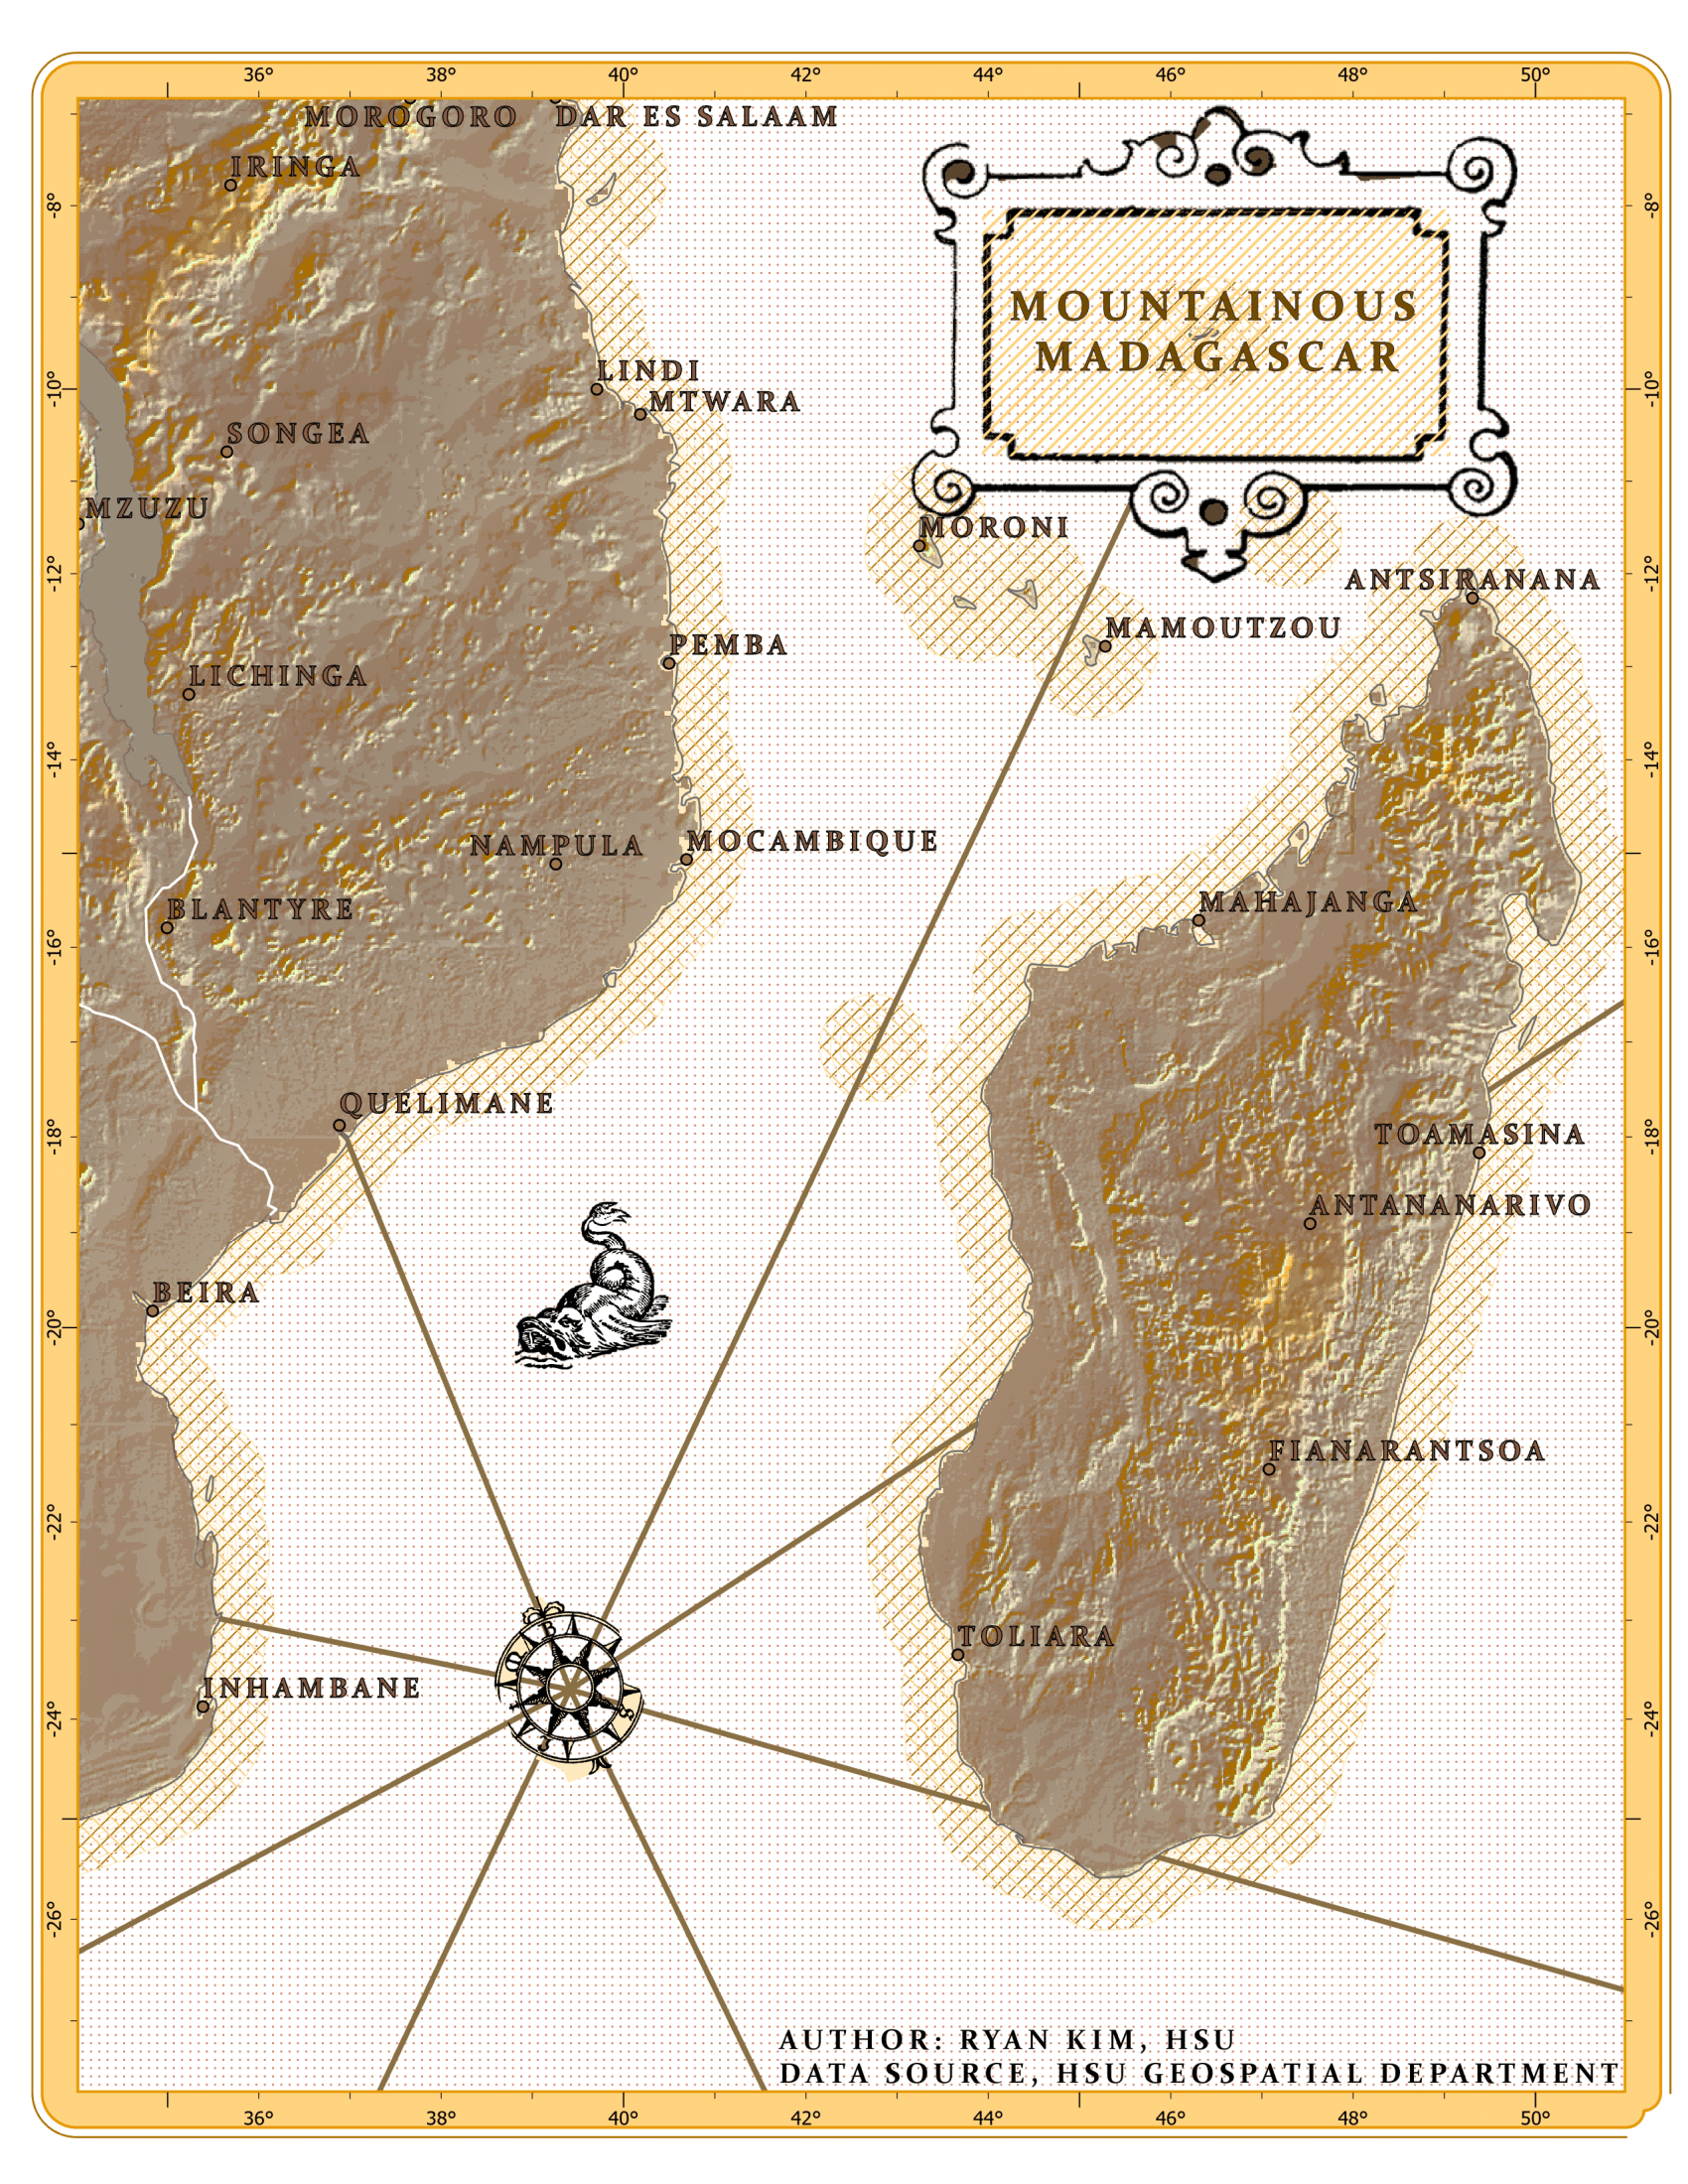 36° 38° 40° 42° 44° 46° 48° 50°
MOROGORO DAR ES SALAAM
IRINGA
-8° -8°
MOUNTAINOUS
MADAGASCAR
LINDI
-10° -10°
MTWARA
SONGEA
MZUZU
MORONI
-12° -12°
ANTSIRANANA
MAMOUTZOU
PEMBA
LICHINGA
-14° -14°
NAMPULA
MOCAMBIQUE
MAHAJANGA
BLANTYRE
-16° -16°
QUELIMANE
-18° -18°
TOAMASINA
ANTANANARIVO
BEIRA
-20° -20°
FIANARANTSOA
-22° -22°
TOLIARA
INHAMBANE
-24° -24°
-26° -26°
AUTHOR: RYAN KIM, HSU
DATA SOURCE, HSU GEOSPATIAL DEPARTMENT
36° 38° 40° 42° 44° 46° 48° 50°